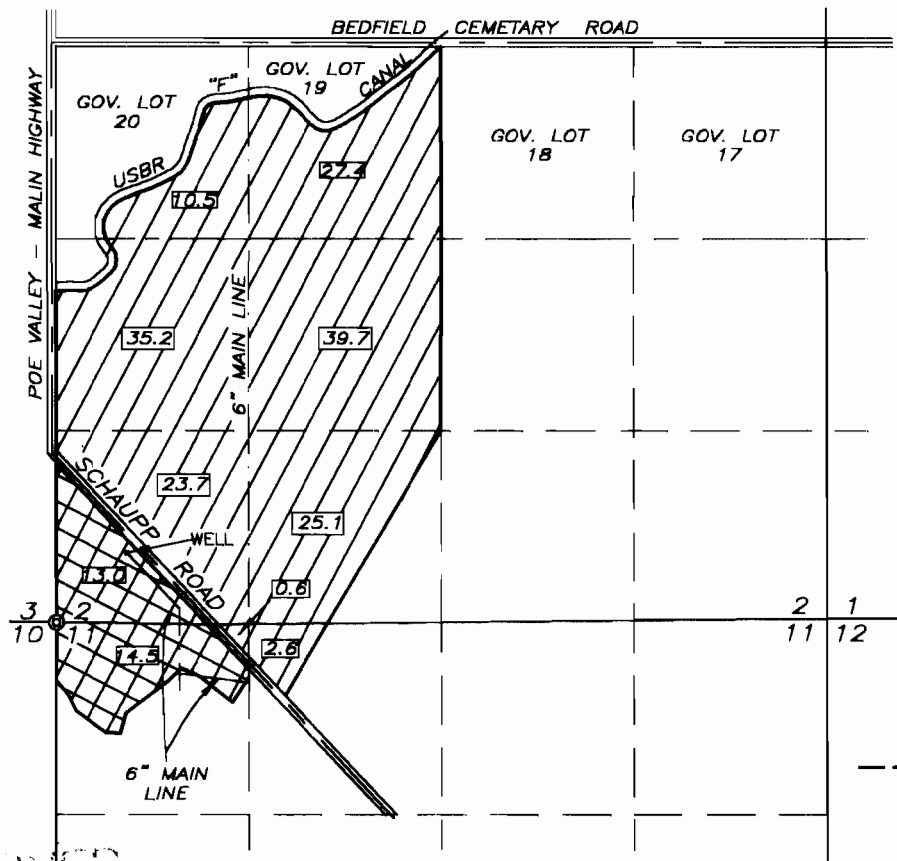 BEDFIELD CEMETARY ROAD
POE VALLEY - MALIN HIGHWAY
GOV. LOT
20
"F"
GOV. LOT
19
CANAL
USBR
GOV. LOT
18
GOV. LOT
17
10.5
27.4
6" MAIN LINE
35.2
39.7
SCHAUPP ROAD
23.7
25.1
WELL
13.0
0.6
3 2
10 11
2 1
11 12
14.5
2.6
6" MAIN
LINE